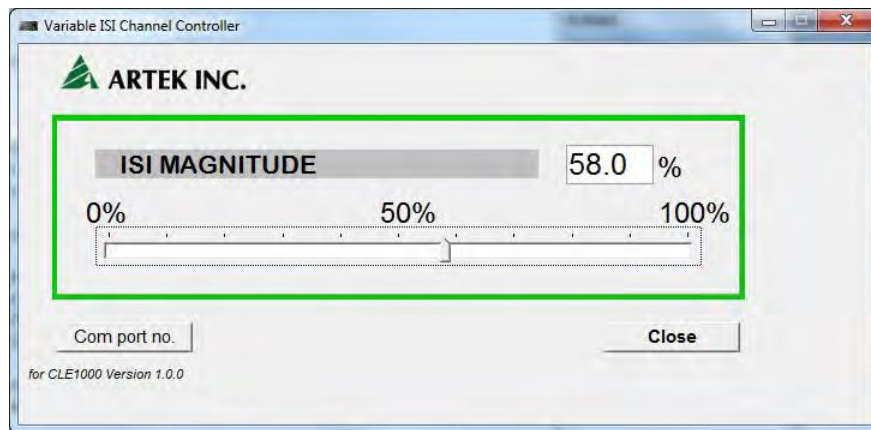 Variable ISI Channel Controller
ARTEK INC.
ISI MAGNITUDE 58.0 %
0% 50% 100%
Com port no. Close
for CLE1000 Version 1.0.0